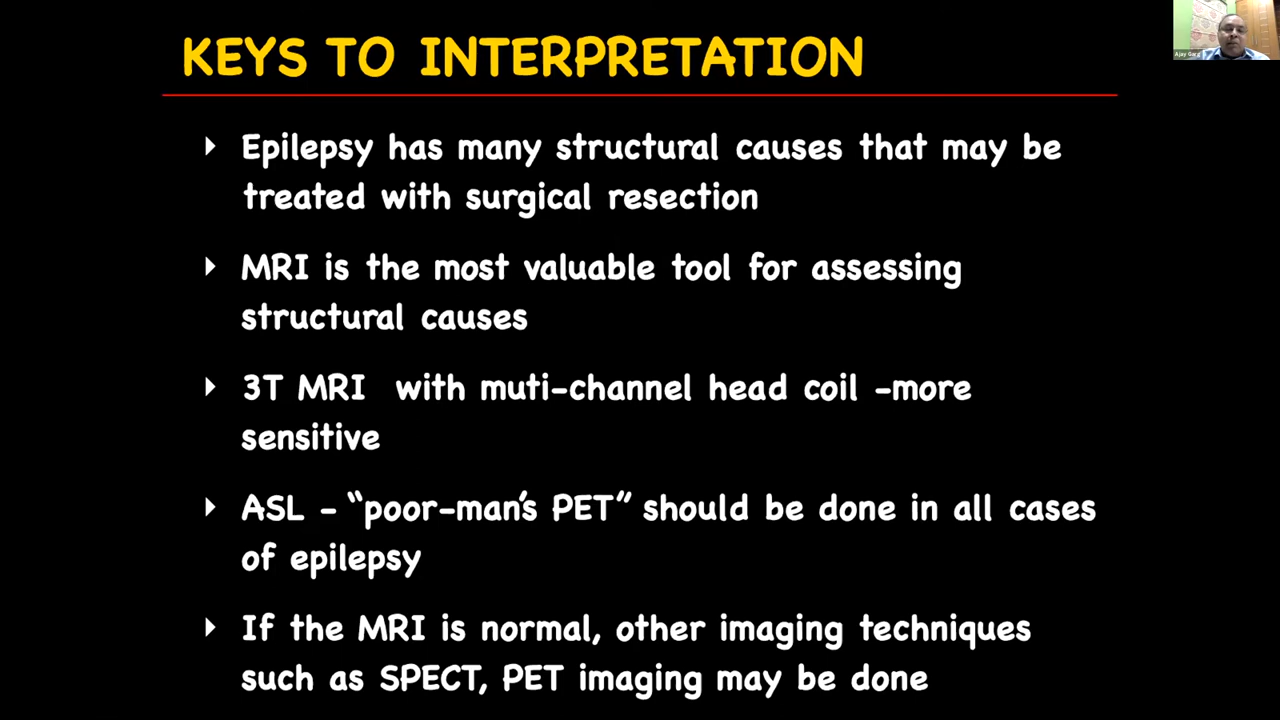 KEYS TO INTERPRETATION
Epilepsy has many structural causes that may be
treated with surgical resection
MRI is the most valuable tool for assessing
structural causes
3T MRI with muti-channel head coil -more
sensitive
ASL - “poor-man’s PET” should be done in all cases
of epilepsy
If the MRI is normal, other imaging techniques
such as SPECT, PET imaging may be done
Ajay Garg